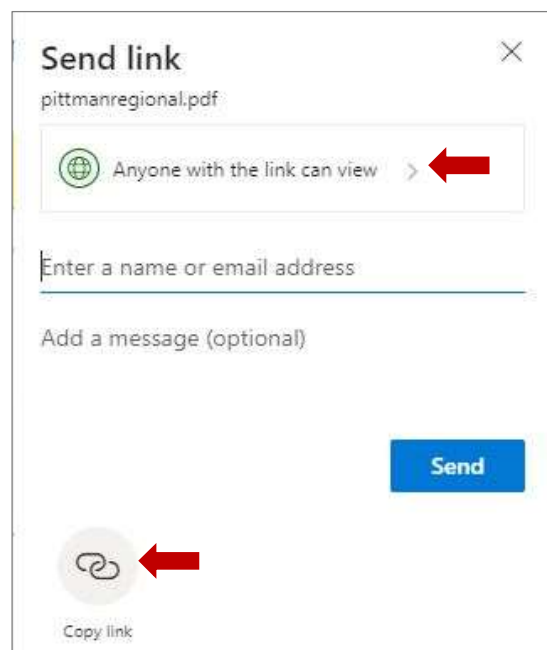 Send link
pittmanregional.pdf
Anyone with the link can view
Enter a name or email address
Add a message (optional)
Send
Copy link